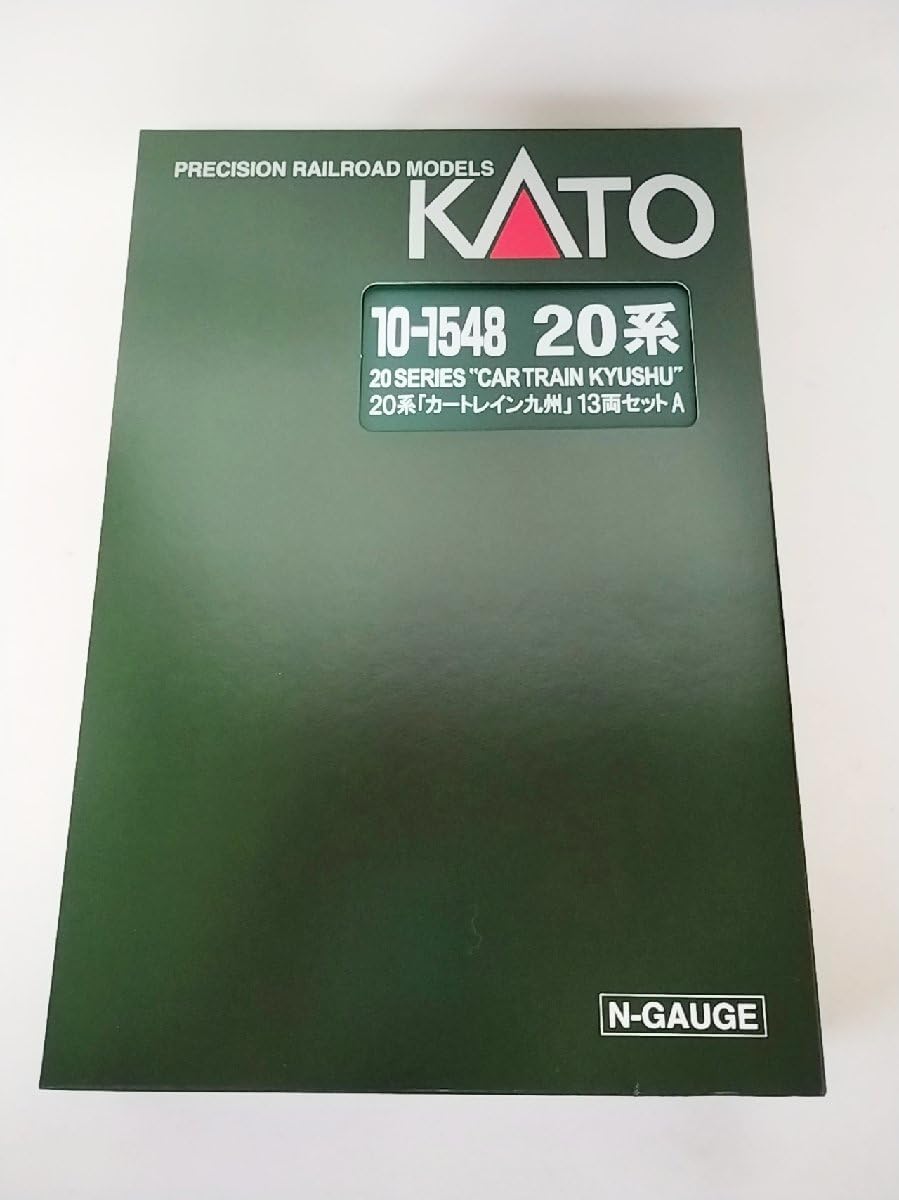 PRECISION RAILROAD MODELS
KATO
10-1548 20系
20 SERIES "CAR TRAIN KYUSHU"
20系「カートレイン九州」13両セットA
N-GAUGE